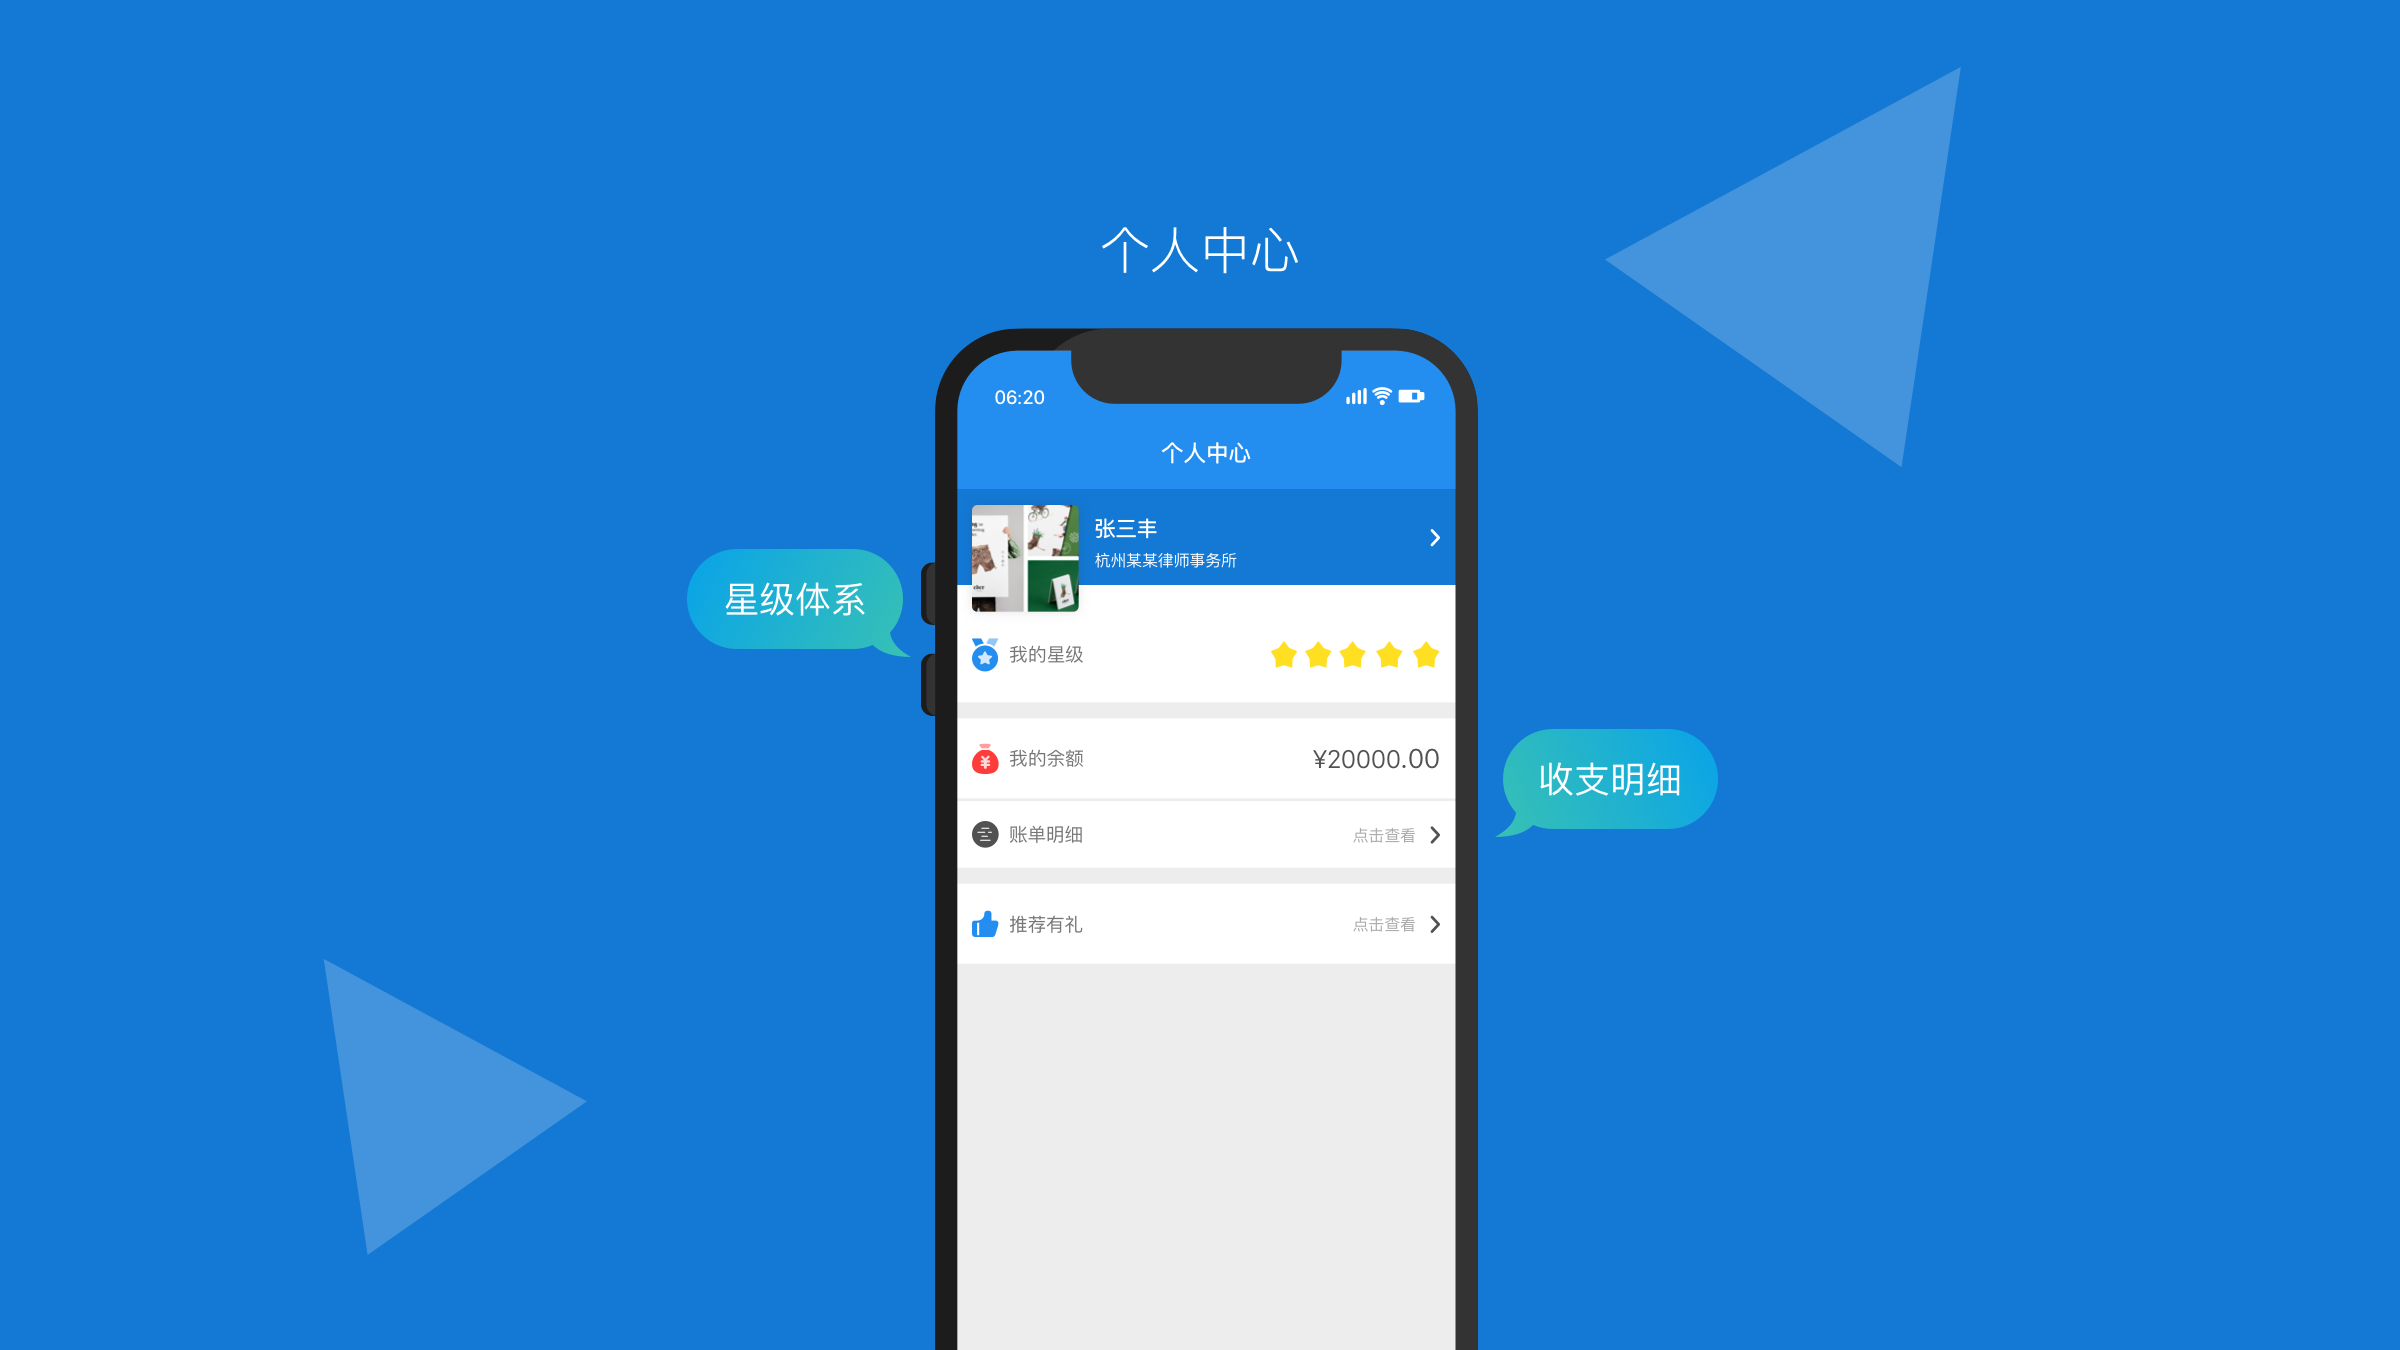 个人中心
06:20
个人中心
张三丰
杭州某某律师事务所
星级体系
我的星级
我的余额
¥20000.00
收支明细
账单明细
点击查看
推荐有礼
点击查看